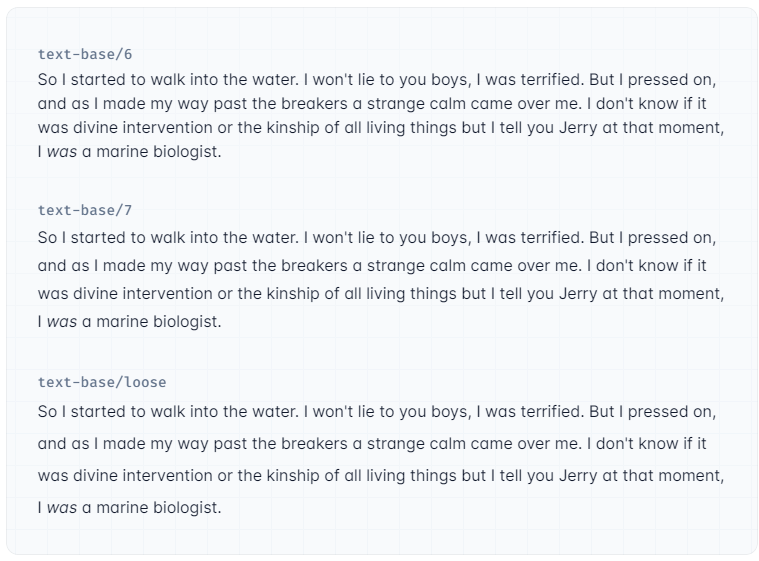 text-base/6
So I started to walk into the water. I won't lie to you boys, I was terrified. But I pressed on,
and as I made my way past the breakers a strange calm came over me. I don't know if it
was divine intervention or the kinship of all living things but I tell you Jerry at that moment,
I was a marine biologist.
text-base/7
So I started to walk into the water. I won't lie to you boys, I was terrified. But I pressed on,
and as I made my way past the breakers a strange calm came over me. I don't know if it
was divine intervention or the kinship of all living things but I tell you Jerry at that moment,
I was a marine biologist.
text-base/loose
So I started to walk into the water. I won't lie to you boys, I was terrified. But I pressed on,
and as I made my way past the breakers a strange calm came over me. I don't know if it
was divine intervention or the kinship of all living things but I tell you Jerry at that moment,
I was a marine biologist.